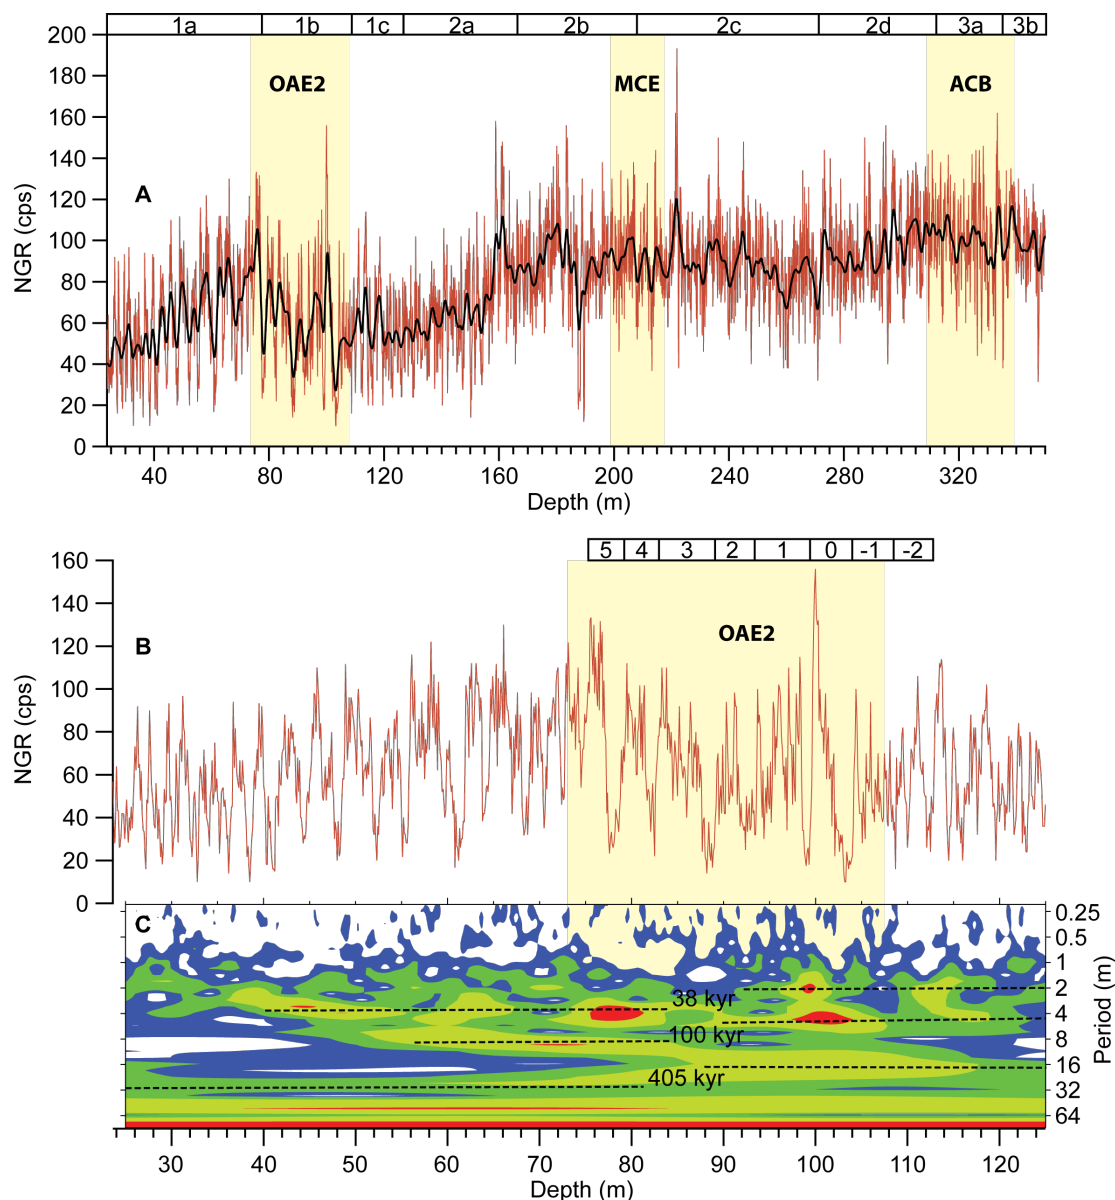 1a 1b 1c 2a 2b 2c 2d 3a 3b
200
180
160
140
120
100
80
60
40
20
0
NGR (cps)
OAE2 MCE ACB
A
40 80 120 160 200 240 280 320
Depth (m)
5 4 3 2 1 0 -1 -2
160
140
120
100
80
60
40
20
0
NGR (cps)
B
OAE2
C
38 kyr
100 kyr
405 kyr
0.25
0.5
1
2
4
8
16
32
64
Period (m)
30 40 50 60 70 80 90 100 110 120
Depth (m)